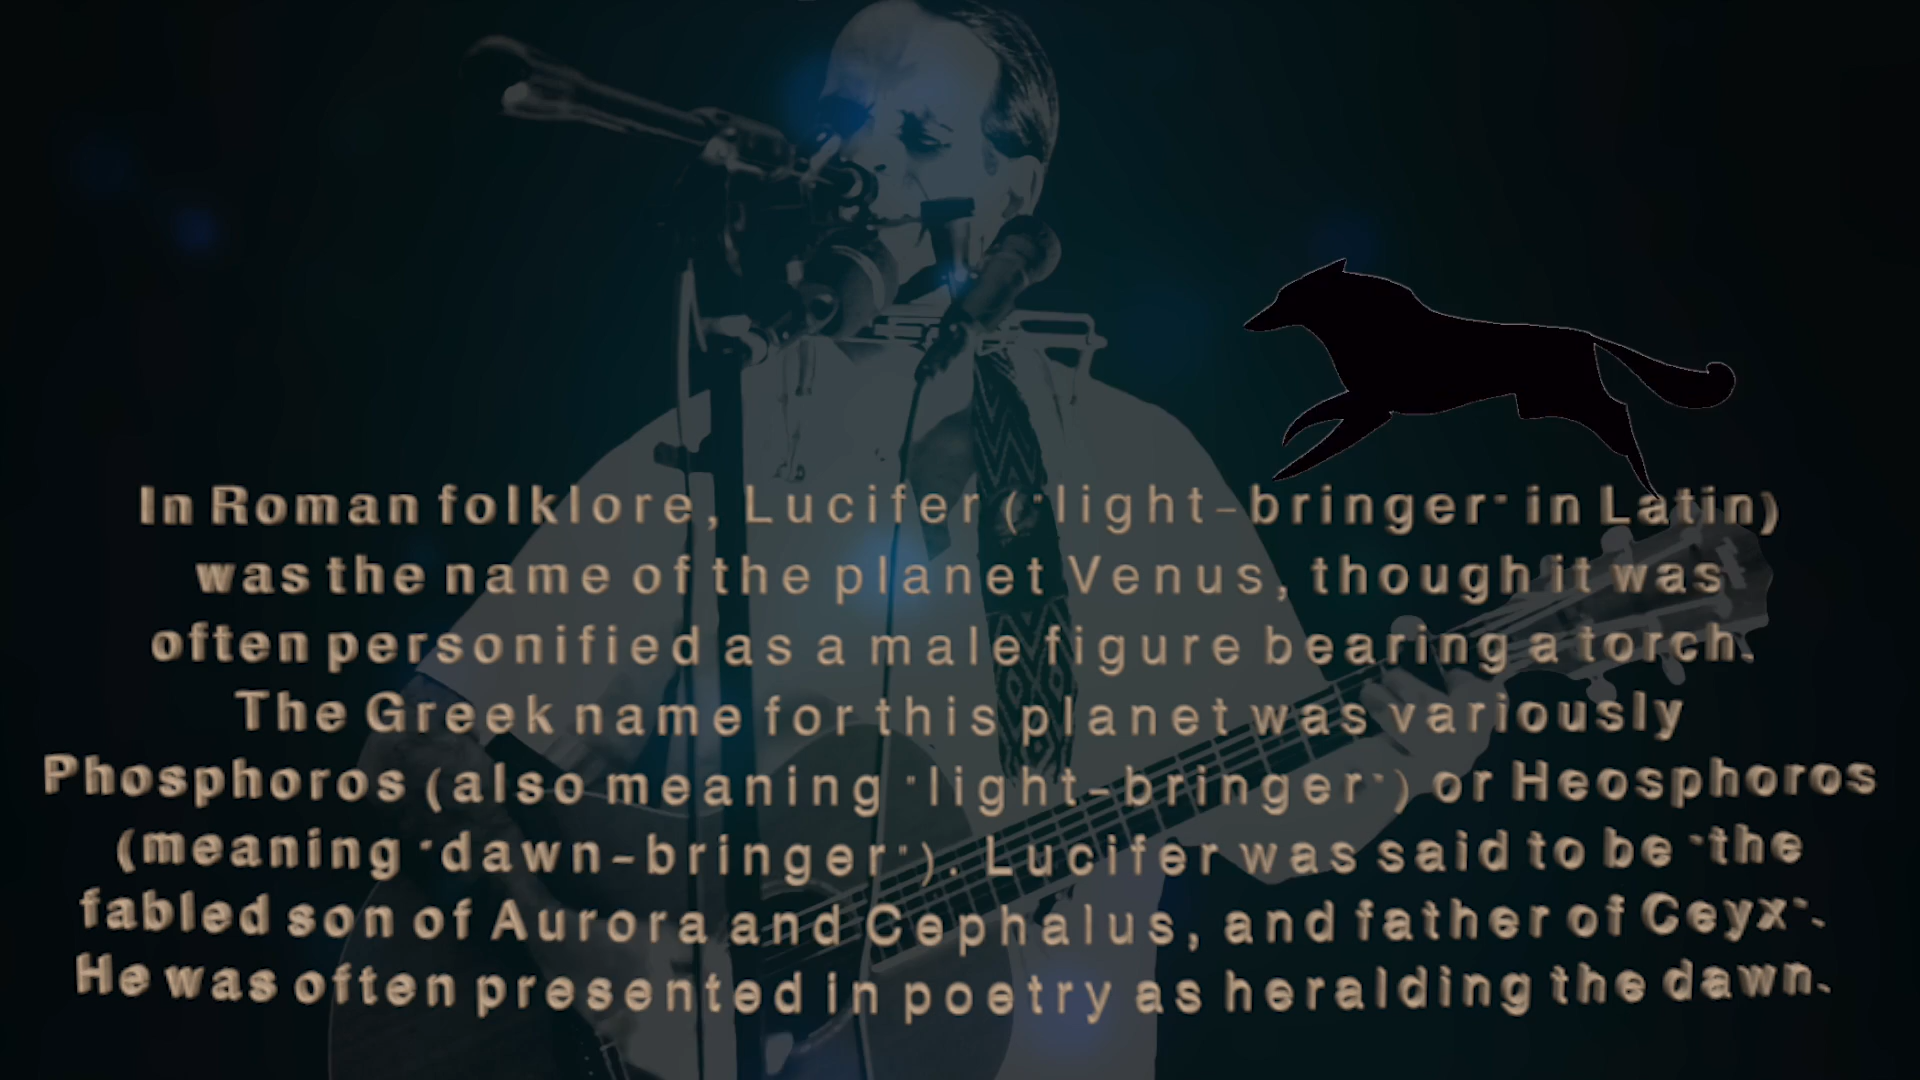 In Roman folklore, Lucifer ("light-bringer" in Latin)
was the name of the planet Venus, though it was
often personified as a male figure bearing a torch.
The Greek name for this planet was variously
Phosphoros (also meaning "light-bringer") or Heosphoros
(meaning "dawn-bringer"). Lucifer was said to be "the
fabled son of Aurora and Cephalus, and father of Ceyx".
He was often presented in poetry as heralding the dawn.